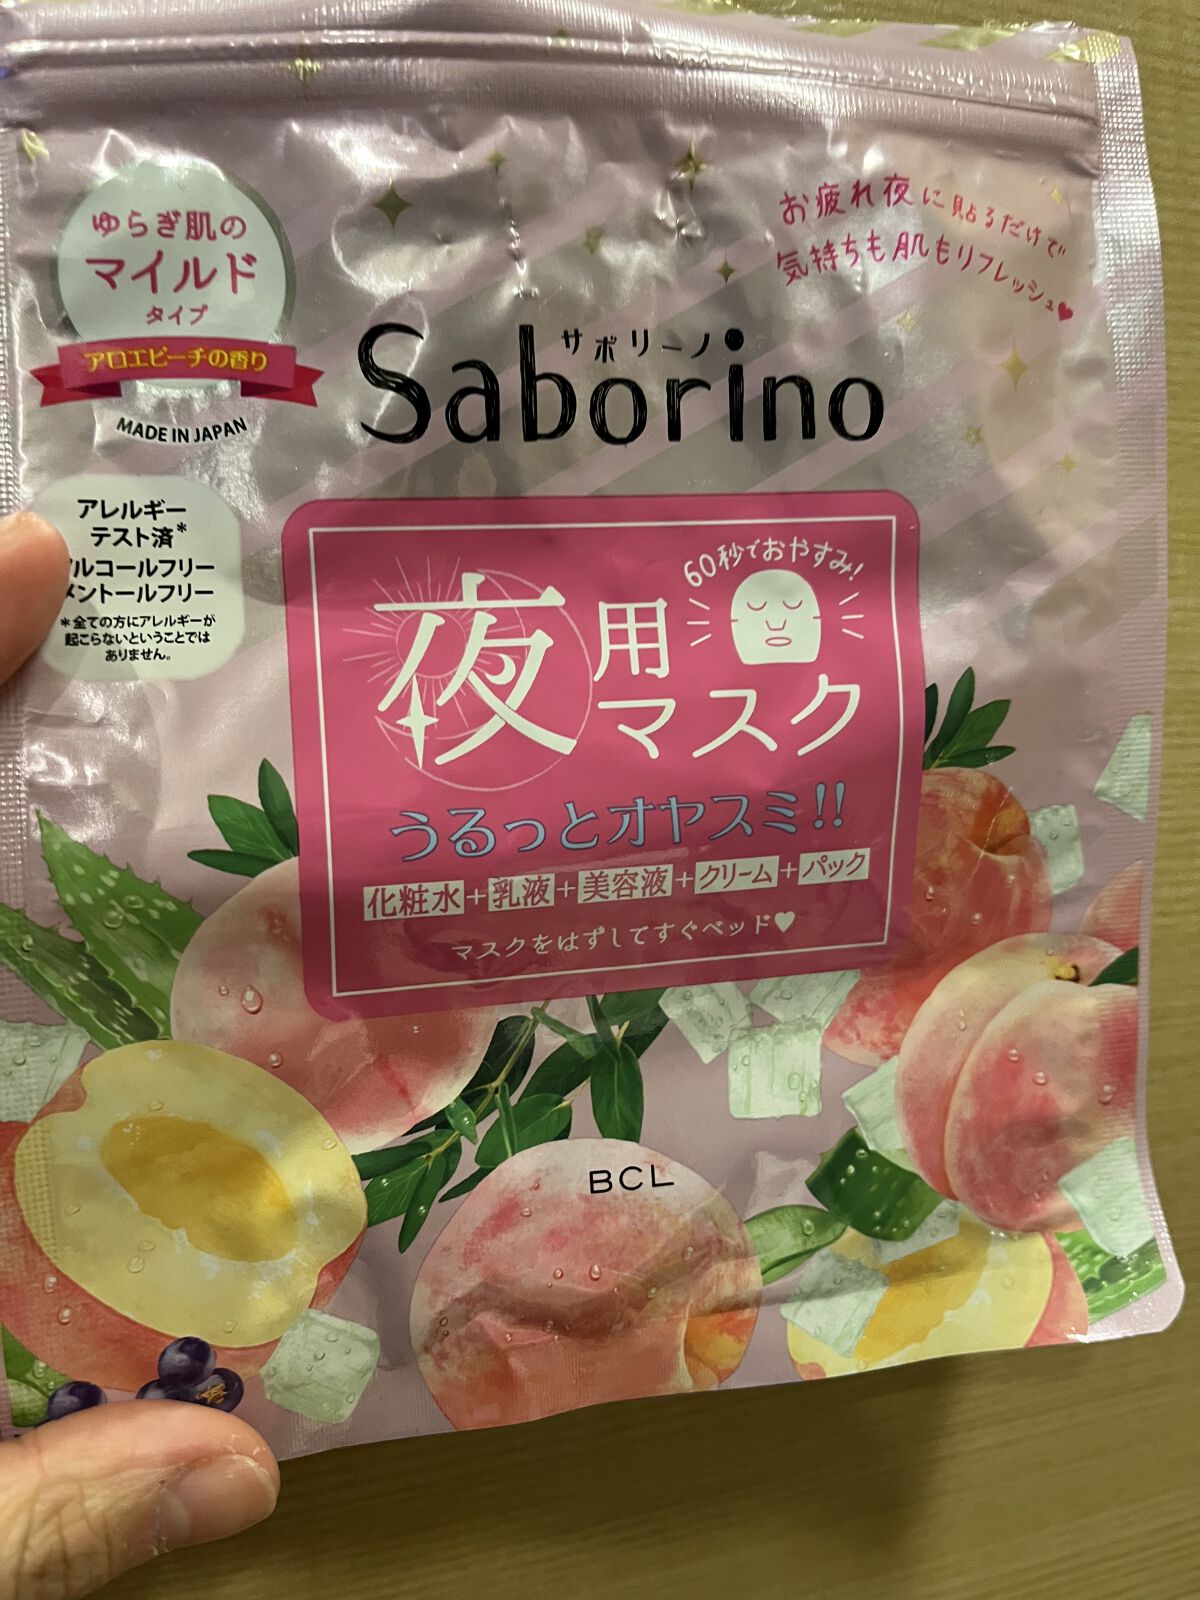 ゆらぎ肌の
マイルド
タイプ
アロエピーチの香り
MADE IN JAPAN
お疲れ夜に貼るだけで
気持ちも肌もリフレッシュ♥
サボリーノ
Saborino
アレルギー
テスト済*
ルコールフリー
メントールフリー
*全ての方にアレルギーが
起こらないということでは
ありません。
60秒でおやすみ!
夜用マスク
うるっとオヤスミ!!
化粧水+乳液+美容液+クリーム+パック
マスクをはずしてすぐベッド♥
BCL